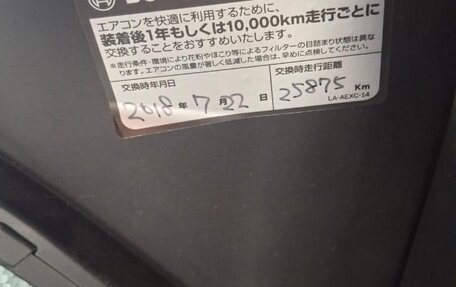 エアコンを快適に利用するために、
装着後1年もしくは10,000km走行ごとに
交換することをおすすめいたします。
※走行条件・環境により花粉やほこり等によるフィルターの目詰まり状態は異な
ります。エアコンの風量が著しく低減した場合は、早めに点検してください。
交換時年月日
2018年7月22日
交換時走行距離
25875 Km
LA-AEXC-14